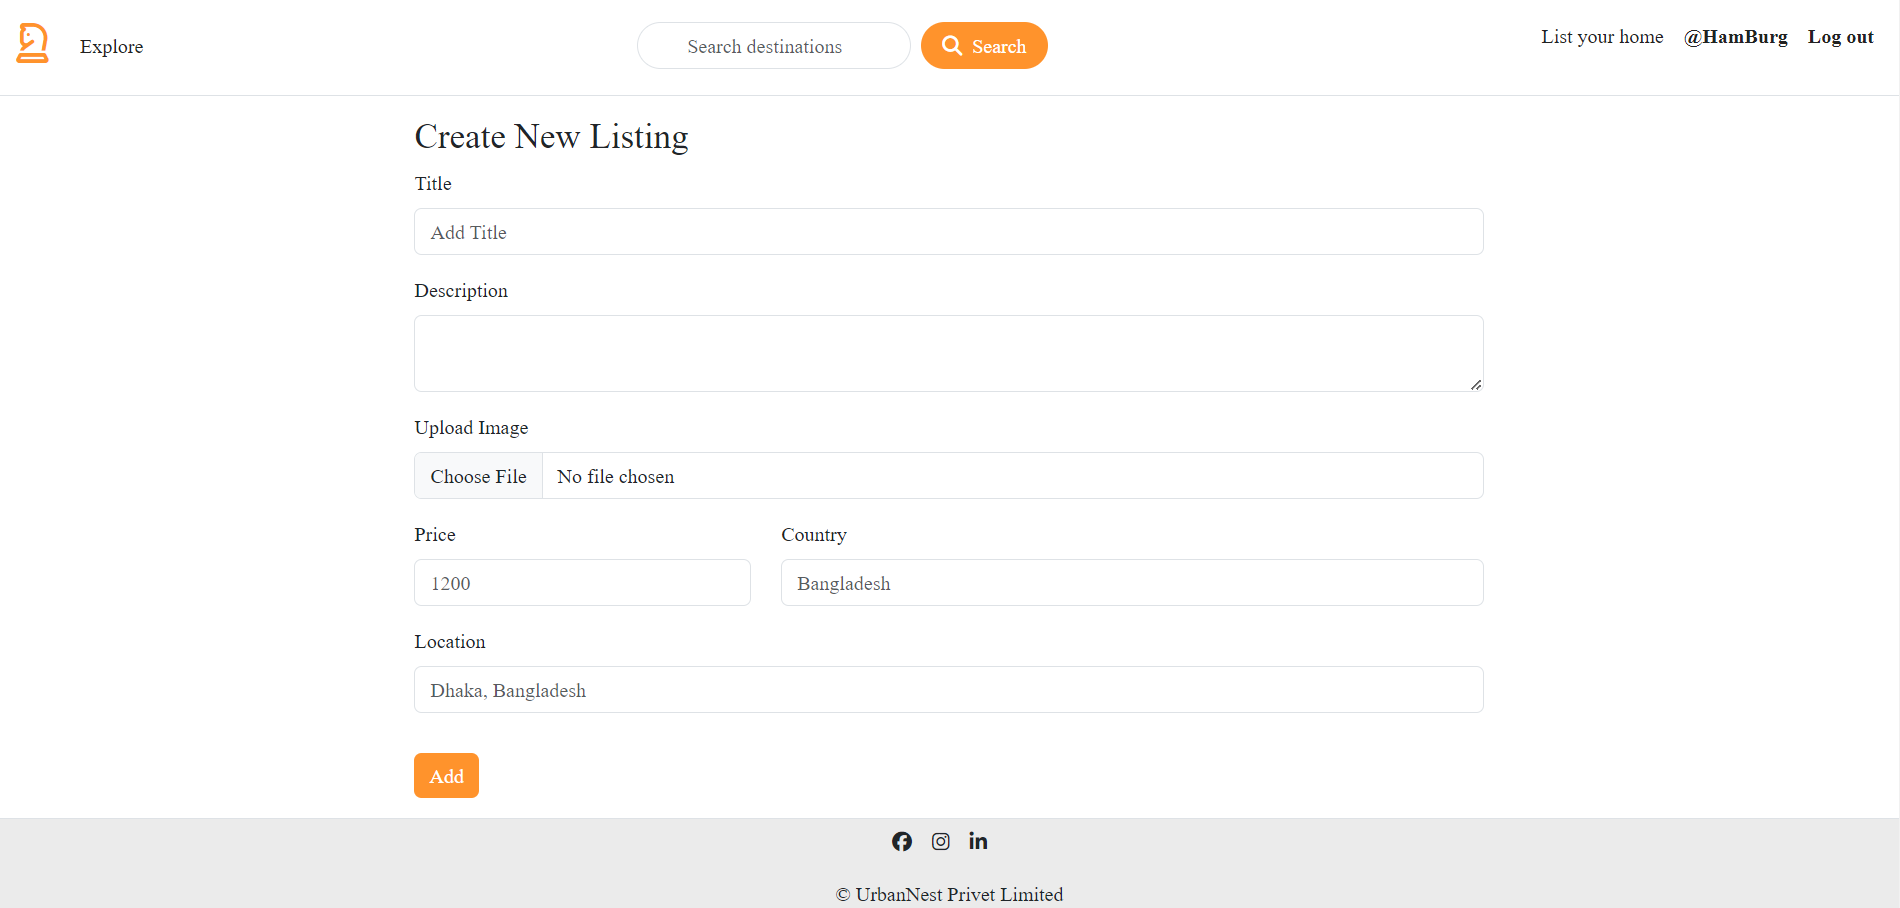 Explore
Search destinations
Search
List your home
@HamBurg
Log out
Create New Listing
Title
Add Title
Description
Upload Image
Choose File
No file chosen
Price
Country
1200
Bangladesh
Location
Dhaka, Bangladesh
Add
© UrbanNest Privet Limited